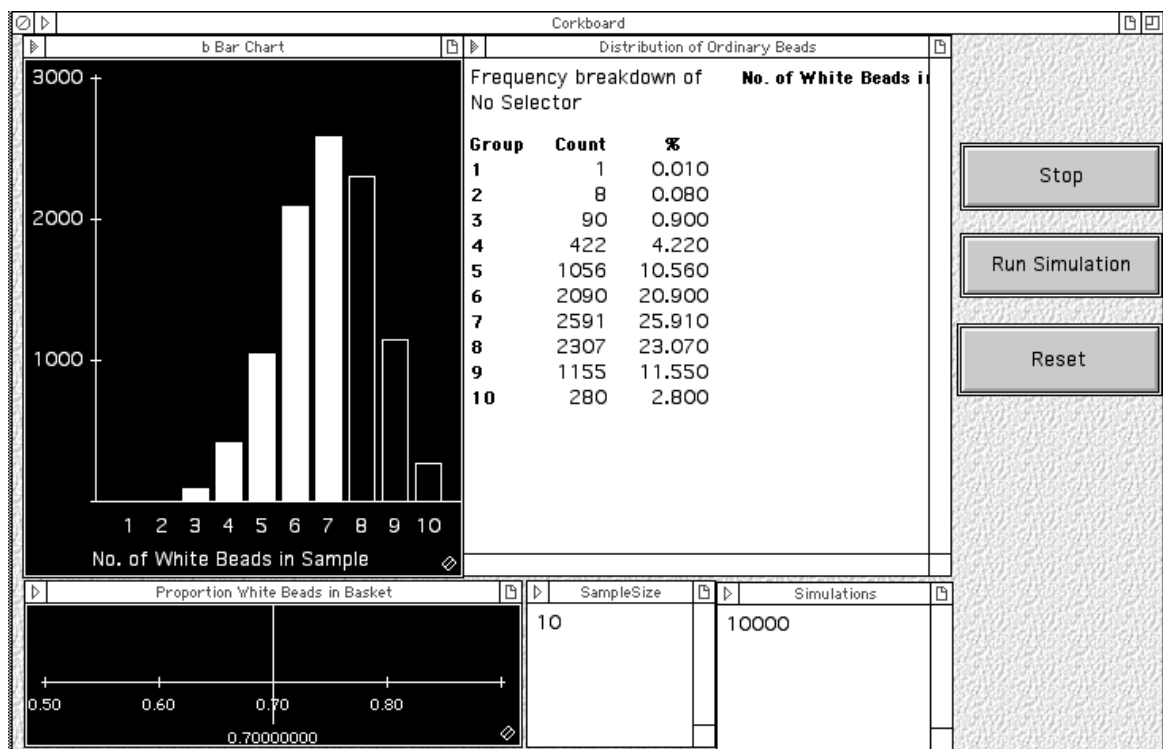 Corkboard
b Bar Chart
3000
2000
1000
1 2 3 4 5 6 7 8 9 10
No. of White Beads in Sample
Distribution of Ordinary Beads
Frequency breakdown of No. of White Beads i
No Selector
Group Count %
1 1 0.010
2 8 0.080
3 90 0.900
4 422 4.220
5 1056 10.560
6 2090 20.900
7 2591 25.910
8 2307 23.070
9 1155 11.550
10 280 2.800
Stop
Run Simulation
Reset
Proportion White Beads in Basket
0.50 0.60 0.70 0.80
0.70000000
SampleSize
10
Simulations
10000